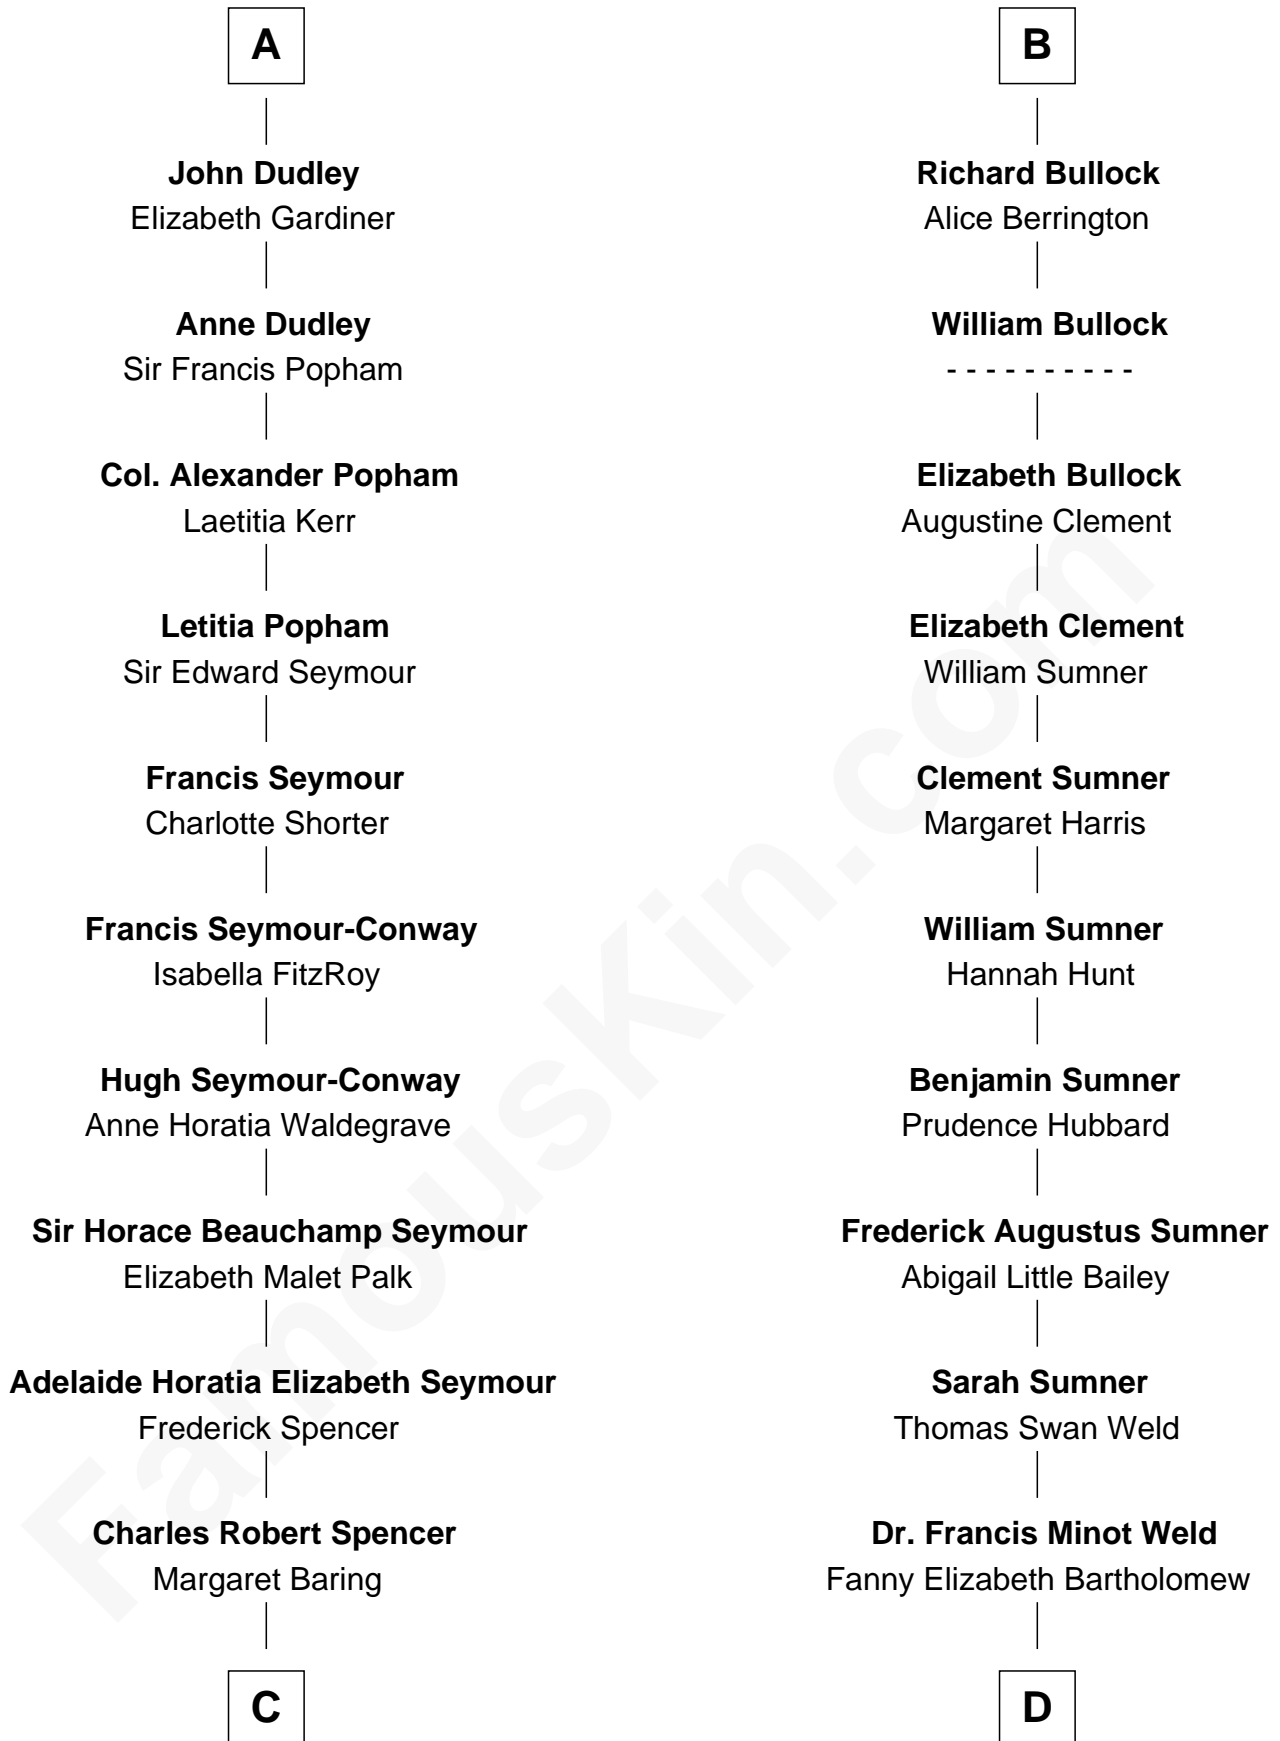 A
John Dudley
Elizabeth Gardiner
Anne Dudley
Sir Francis Popham
Col. Alexander Popham
Laetitia Kerr
Letitia Popham
Sir Edward Seymour
Francis Seymour
Charlotte Shorter
Francis Seymour-Conway
Isabella FitzRoy
Hugh Seymour-Conway
Anne Horatia Waldegrave
Sir Horace Beauchamp Seymour
Elizabeth Malet Palk
Adelaide Horatia Elizabeth Seymour
Frederick Spencer
Charles Robert Spencer
Margaret Baring
C
B
Richard Bullock
Alice Berrington
William Bullock
- - - - - - - - - -
Elizabeth Bullock
Augustine Clement
Elizabeth Clement
William Sumner
Clement Sumner
Margaret Harris
William Sumner
Hannah Hunt
Benjamin Sumner
Prudence Hubbard
Frederick Augustus Sumner
Abigail Little Bailey
Sarah Sumner
Thomas Swan Weld
Dr. Francis Minot Weld
Fanny Elizabeth Bartholomew
D
FamousKin.com